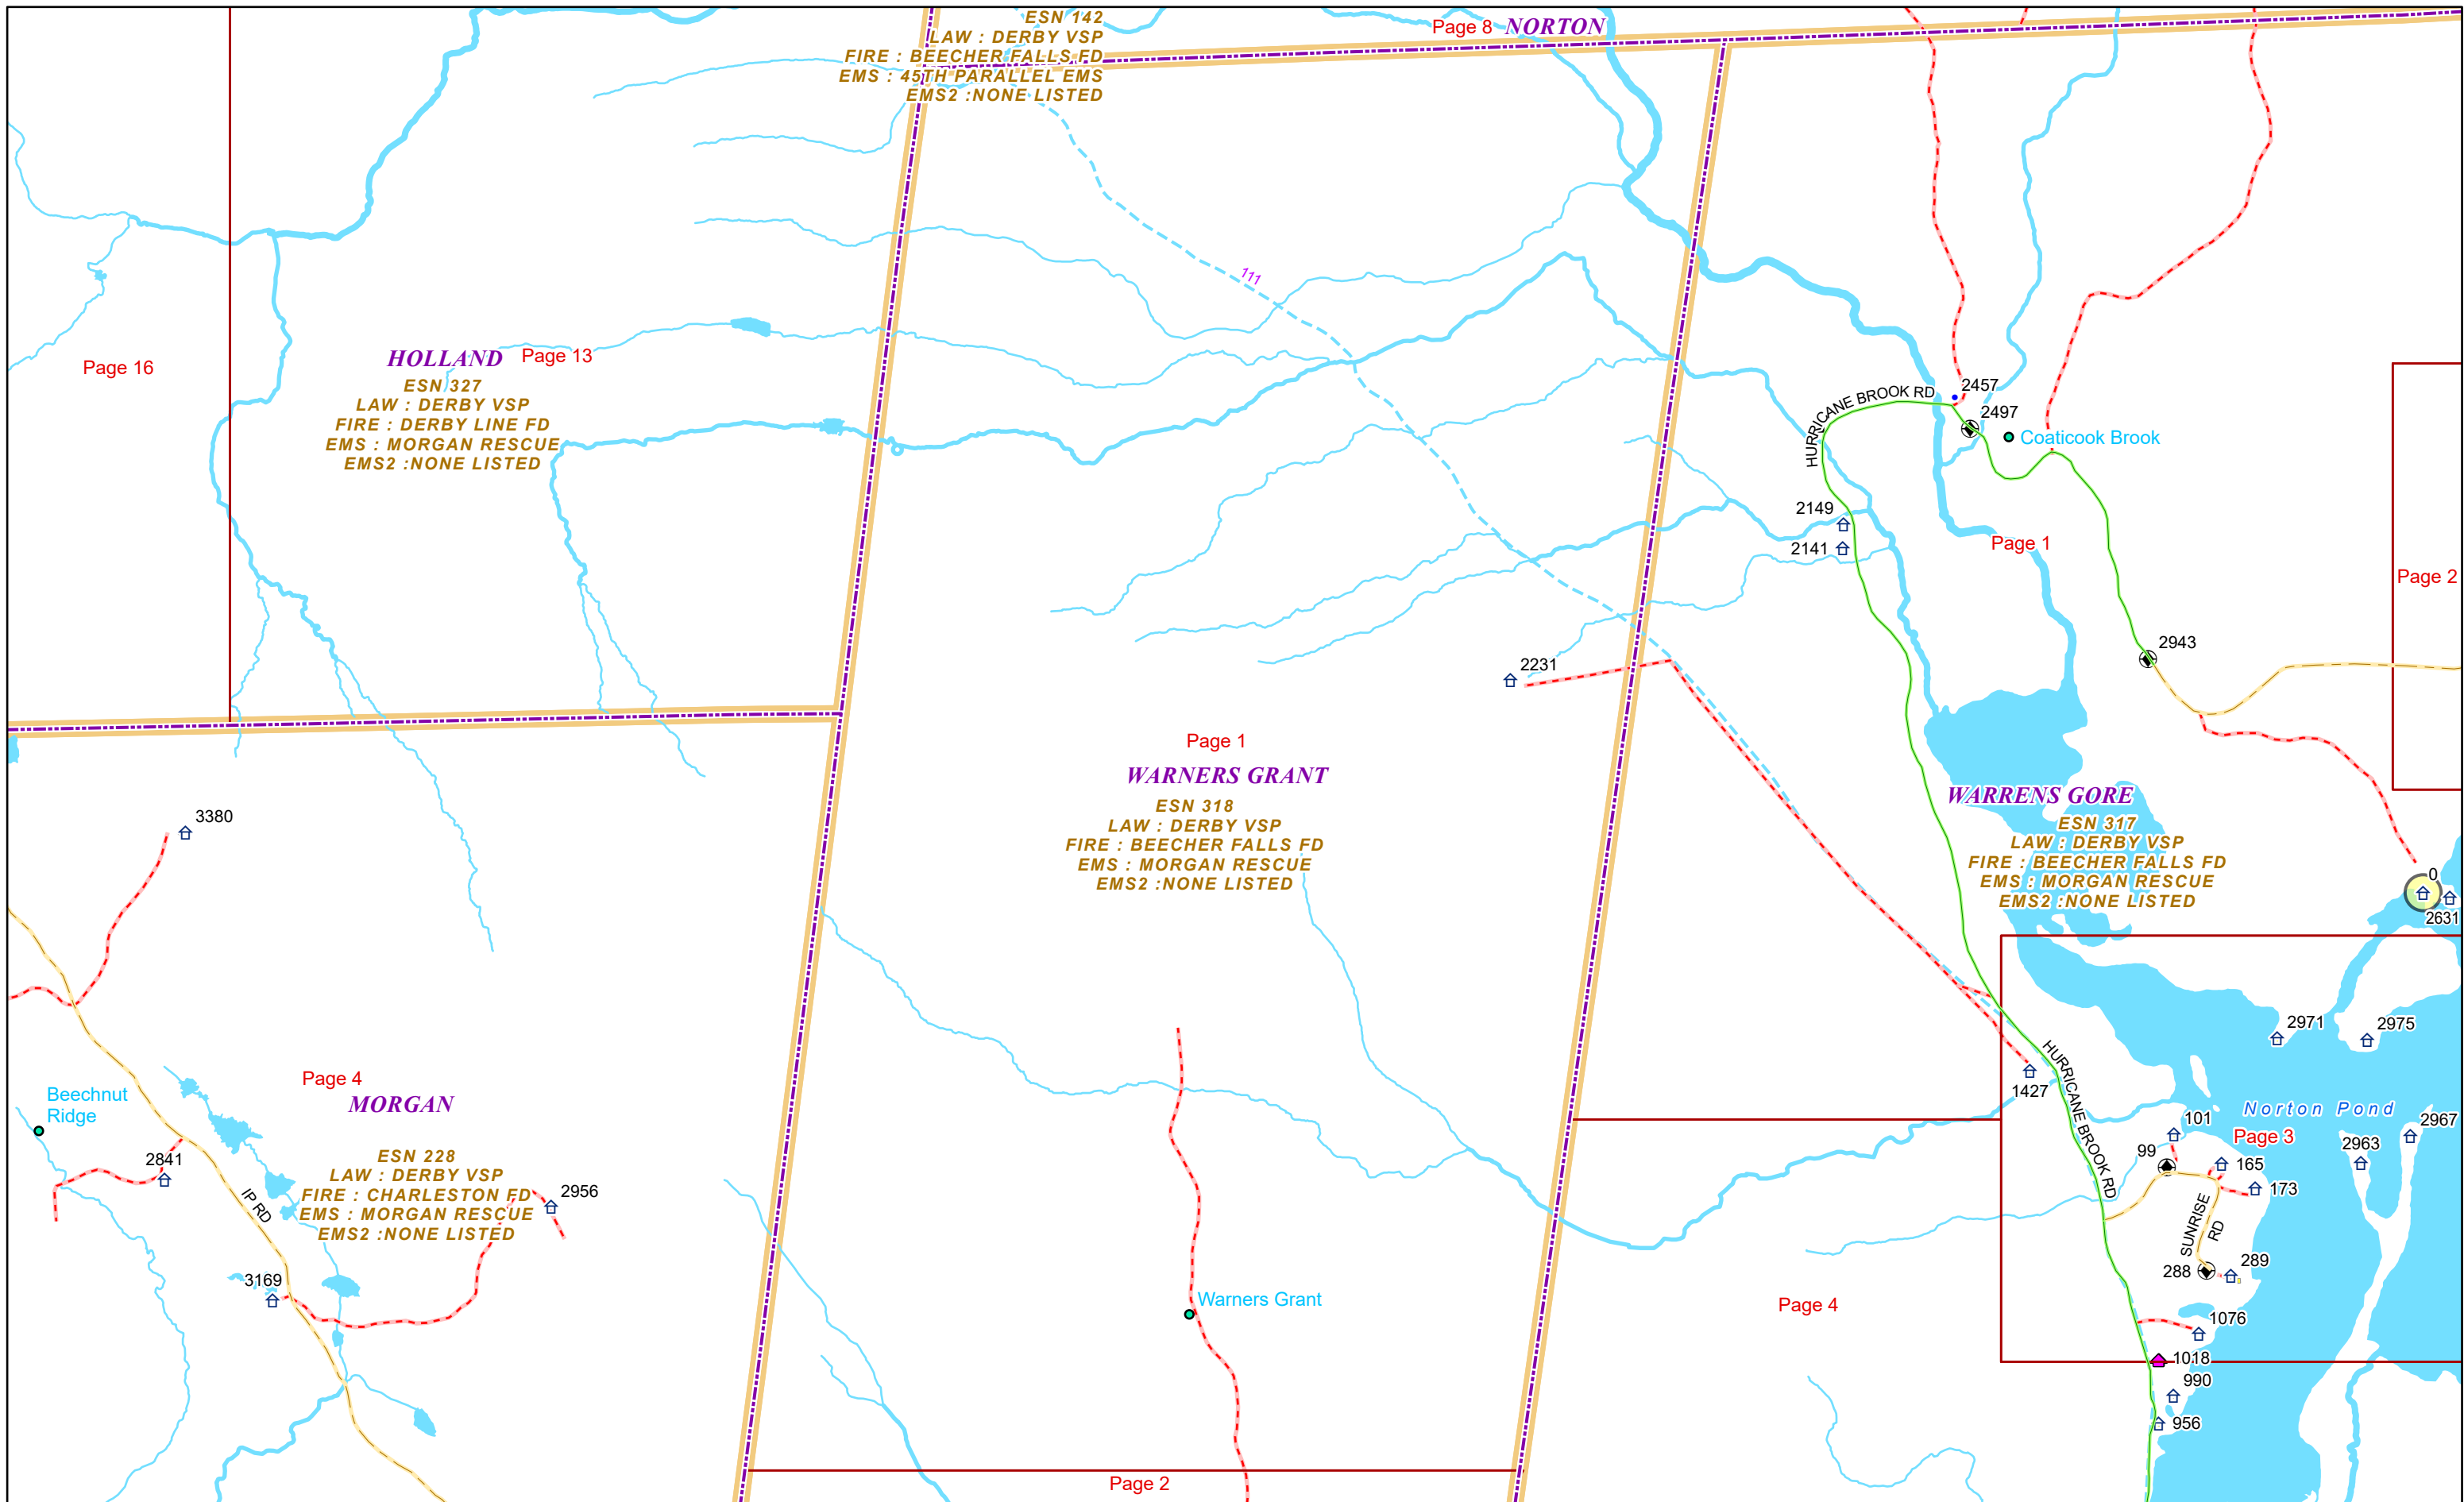 ESN 142
LAW : DERBY VSP
FIRE : BEECHER FALLS FD
EMS : 45TH PARALLEL EMS
EMS2 :NONE LISTED
Page 8
NORTON
111
Page 16
HOLLAND
Page 13
ESN 327
LAW : DERBY VSP
FIRE : DERBY LINE FD
EMS : MORGAN RESCUE
EMS2 :NONE LISTED
HURRICANE BROOK RD
2457
2497
Coaticook Brook
2149
2141
Page 1
Page 2
2943
2231
Page 1
WARNERS GRANT
ESN 318
LAW : DERBY VSP
FIRE : BEECHER FALLS FD
EMS : MORGAN RESCUE
EMS2 :NONE LISTED
WARRENS GORE
ESN 317
LAW : DERBY VSP
FIRE : BEECHER FALLS FD
EMS : MORGAN RESCUE
EMS2 :NONE LISTED
0
2631
3380
2971
2975
HURRICANE BROOK RD
1427
Page 4
MORGAN
Beechnut
Ridge
ESN 228
LAW : DERBY VSP
FIRE : CHARLESTON FD
EMS : MORGAN RESCUE
EMS2 :NONE LISTED
2841
2956
IP RD
3169
Norton Pond
101
Page 3
2967
2963
99
165
173
SUNRISE
RD
288
289
Warners Grant
Page 4
1076
1018
990
956
Page 2